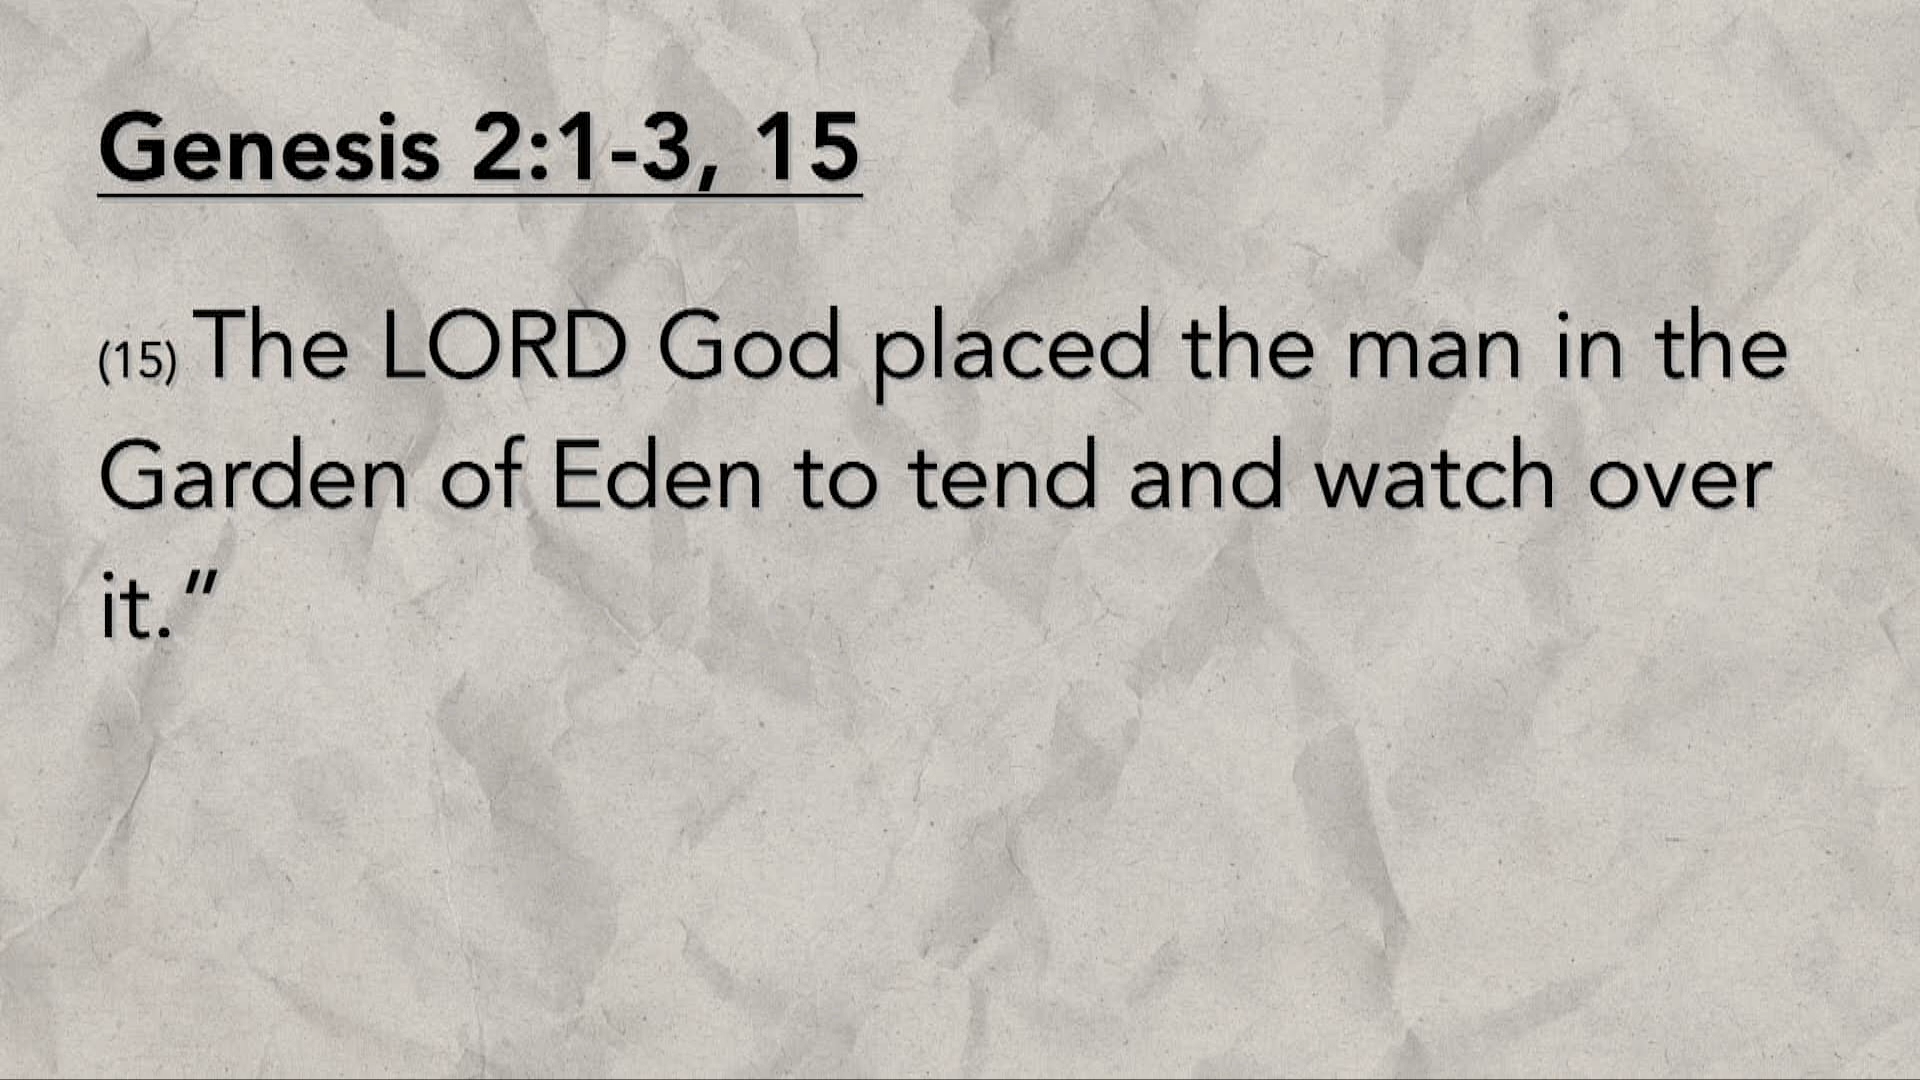 Genesis 2:1-3, 15
(15) The LORD God placed the man in the
Garden of Eden to tend and watch over
it.”